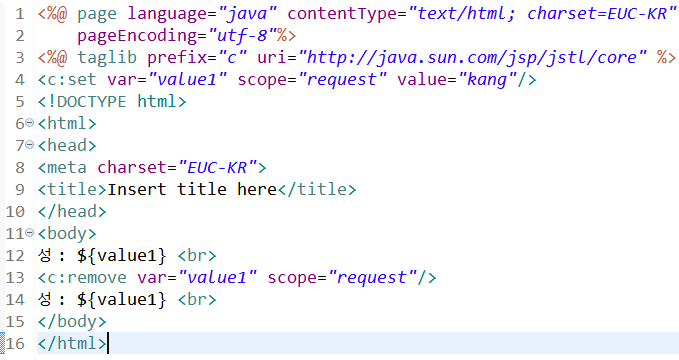 1 <%@ page language="java" contentType="text/html; charset=EUC-KR"
2     pageEncoding="utf-8"%>
3 <%@ taglib prefix="c" uri="http://java.sun.com/jsp/jstl/core" %>
4 <c:set var="value1" scope="request" value="kang"/>
5 <!DOCTYPE html>
6 <html>
7 <head>
8 <meta charset="EUC-KR">
9 <title>Insert title here</title>
10 </head>
11 <body>
12 성 : ${value1} <br>
13 <c:remove var="value1" scope="request"/>
14 성 : ${value1} <br>
15 </body>
16 </html>